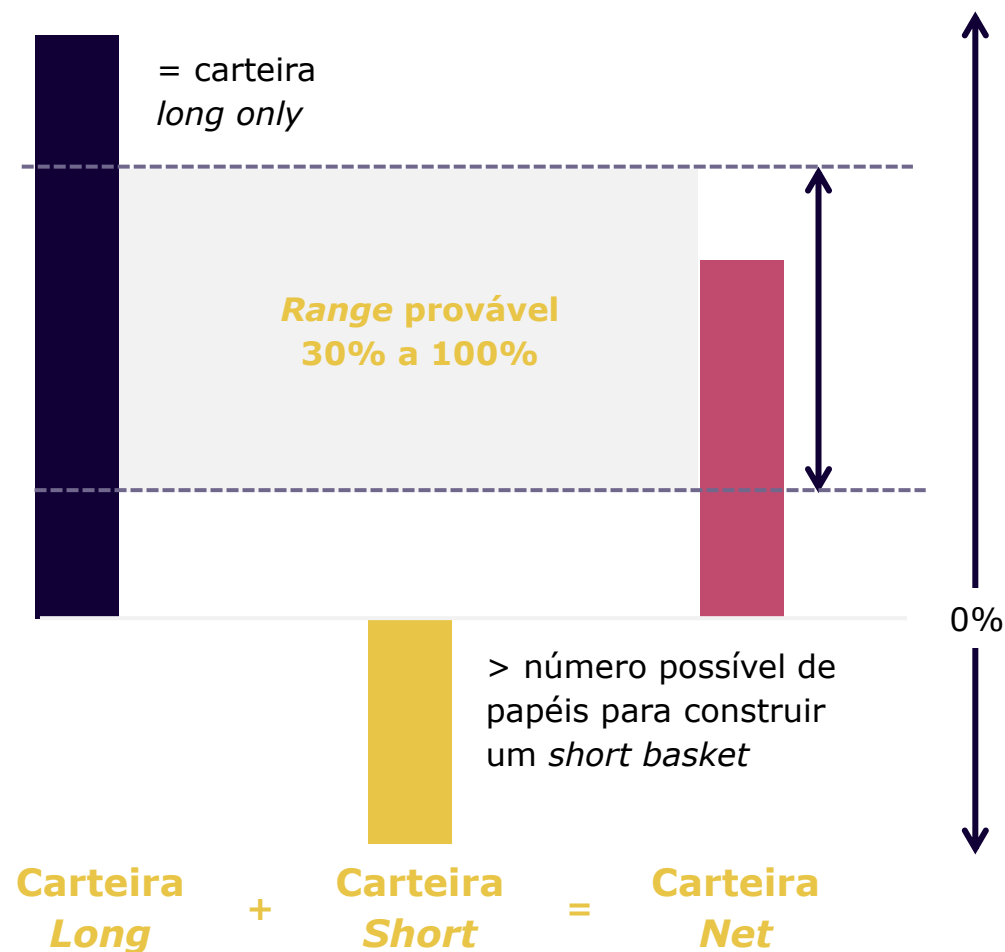 = carteira
long only
Range provável
30% a 100%
0%
> número possível de
papéis para construir
um short basket
Carteira
Long
+
Carteira
Short
=
Carteira
Net